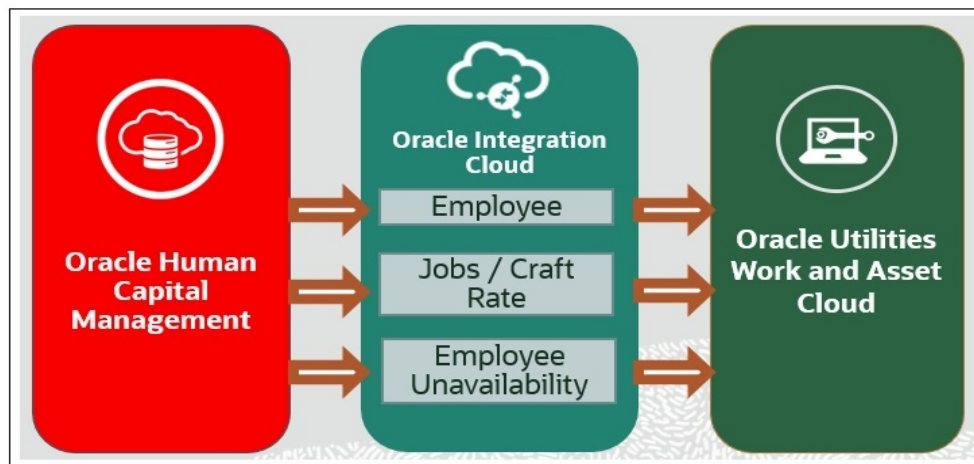 Oracle Human
Capital
Management
Oracle Integration
Cloud
Employee
Jobs / Craft
Rate
Employee
Unavailability
Oracle Utilities
Work and Asset
Cloud